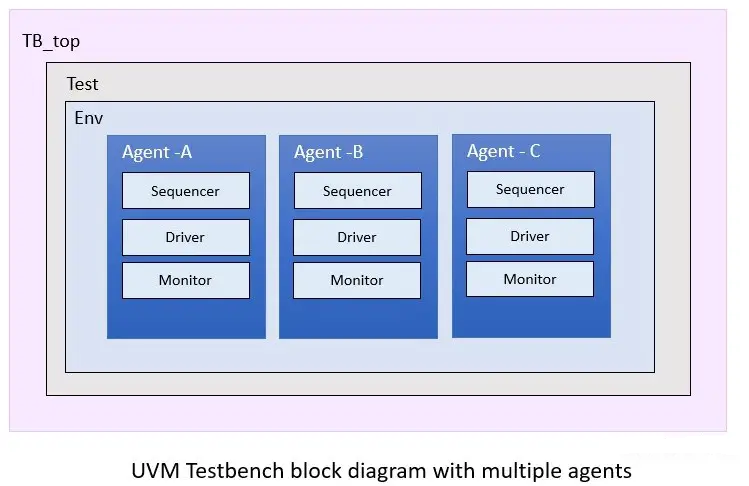 TB_top
Test
Env
Agent -A
Agent -B
Agent - C
Sequencer
Sequencer
Sequencer
Driver
Driver
Driver
Monitor
Monitor
Monitor
UVM Testbench block diagram with multiple agents